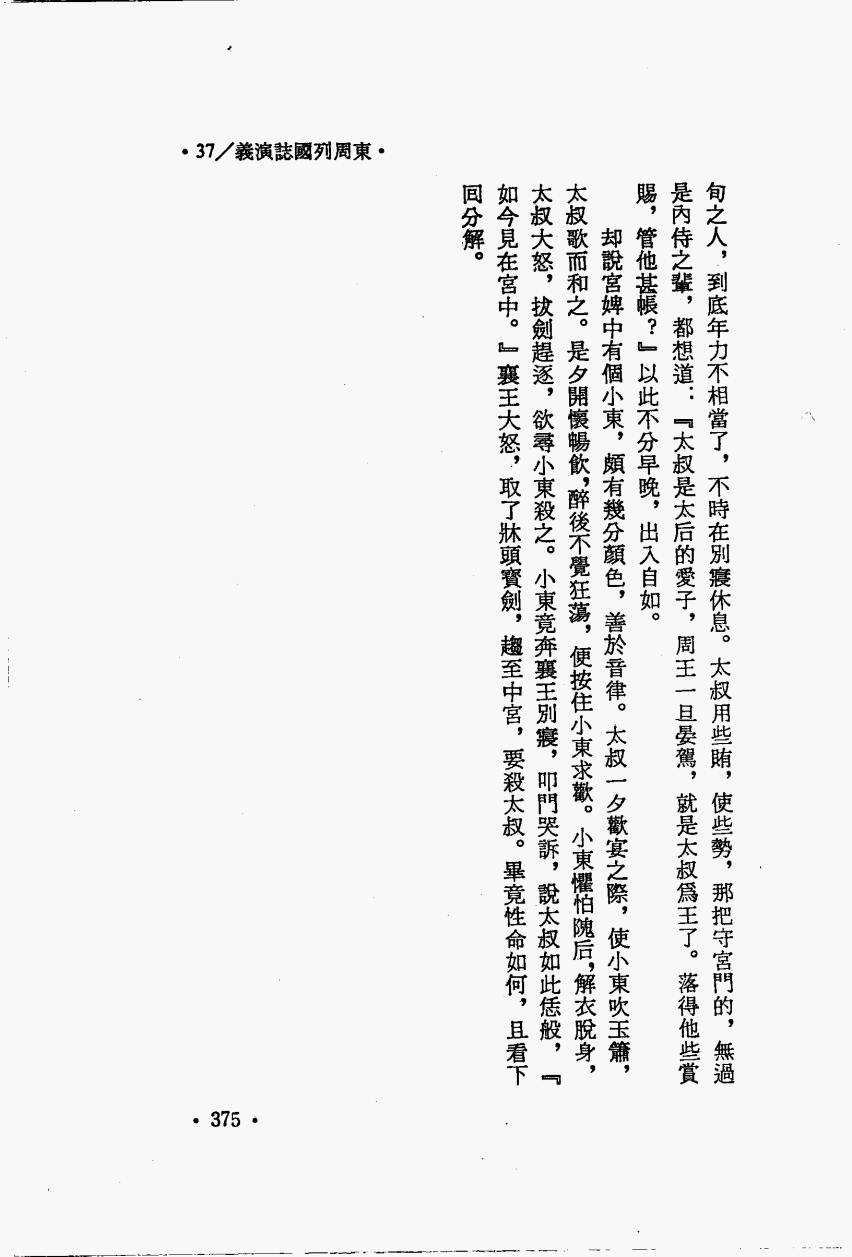 •37／義演誌國列周東•
旬之人，到底年力不相當了，不時在別寢休息。太叔用些賄，使些勢，那把守宮門的，無過
是內侍之輩，都想道：『太叔是太后的愛子，周王一旦晏駕，就是太叔爲王了。落得他些賞
賜，管他甚帳？』以此不分早晚，出入自如。
却說宮婢中有個小東，頗有幾分顏色，善於音律。太叔一夕歡宴之際，使小東吹玉簫，
太叔歌而和之。是夕開懷暢飲，醉後不覺狂蕩，便按住小東求歡。小東懼怕隗后，解衣脫身，
太叔大怒，拔劍趕逐，欲尋小東殺之。小東竟奔襄王別寢，叩門哭訴，說太叔如此恁般，『
如今見在宮中。』襄王大怒，取了牀頭寶劍，趨至中宮，要殺太叔。畢竟性命如何，且看下
回分解。
•375•